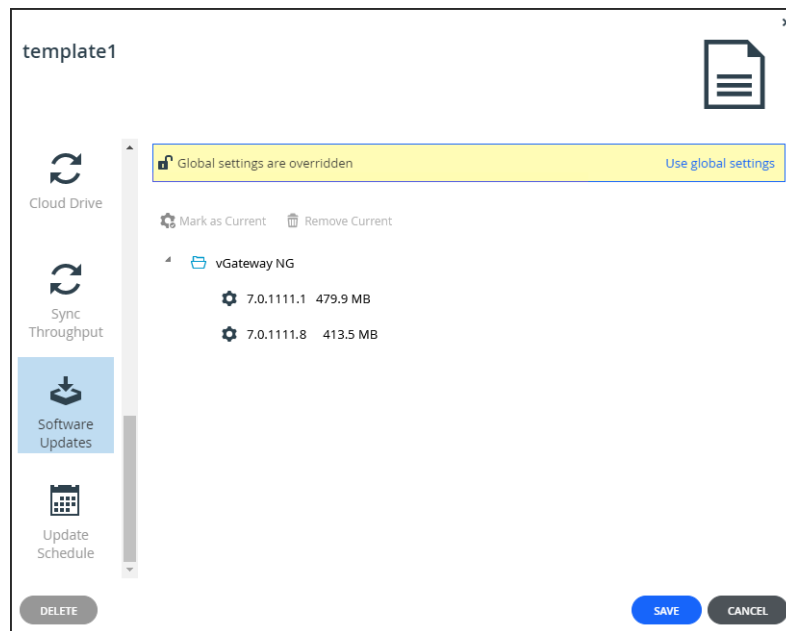 template1
Cloud Drive
Sync
Throughput
Software
Updates
Update
Schedule
Global settings are overridden Use global settings
Mark as Current Remove Current
vGateway NG
7.0.1111.1 479.9 MB
7.0.1111.8 413.5 MB
DELETE SAVE CANCEL